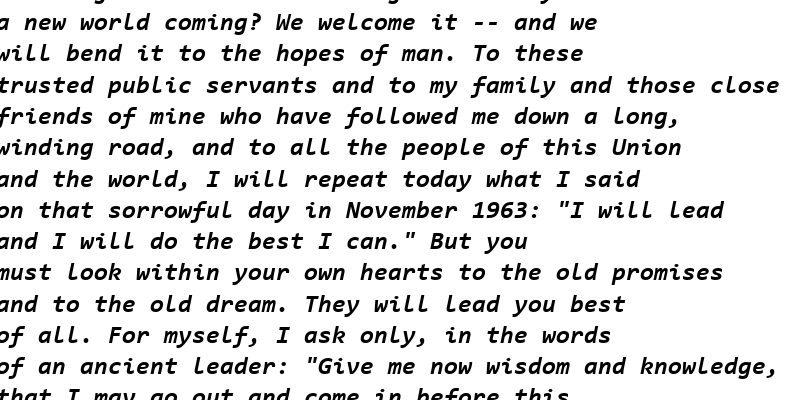 a new world coming? We welcome it -- and we
will bend it to the hopes of man. To these
trusted public servants and to my family and those close
friends of mine who have followed me down a long,
winding road, and to all the people of this Union
and the world, I will repeat today what I said
on that sorrowful day in November 1963: "I will lead
and I will do the best I can." But you
must look within your own hearts to the old promises
and to the old dream. They will lead you best
of all. For myself, I ask only, in the words
of an ancient leader: "Give me now wisdom and knowledge,
that I may go out and come in before this